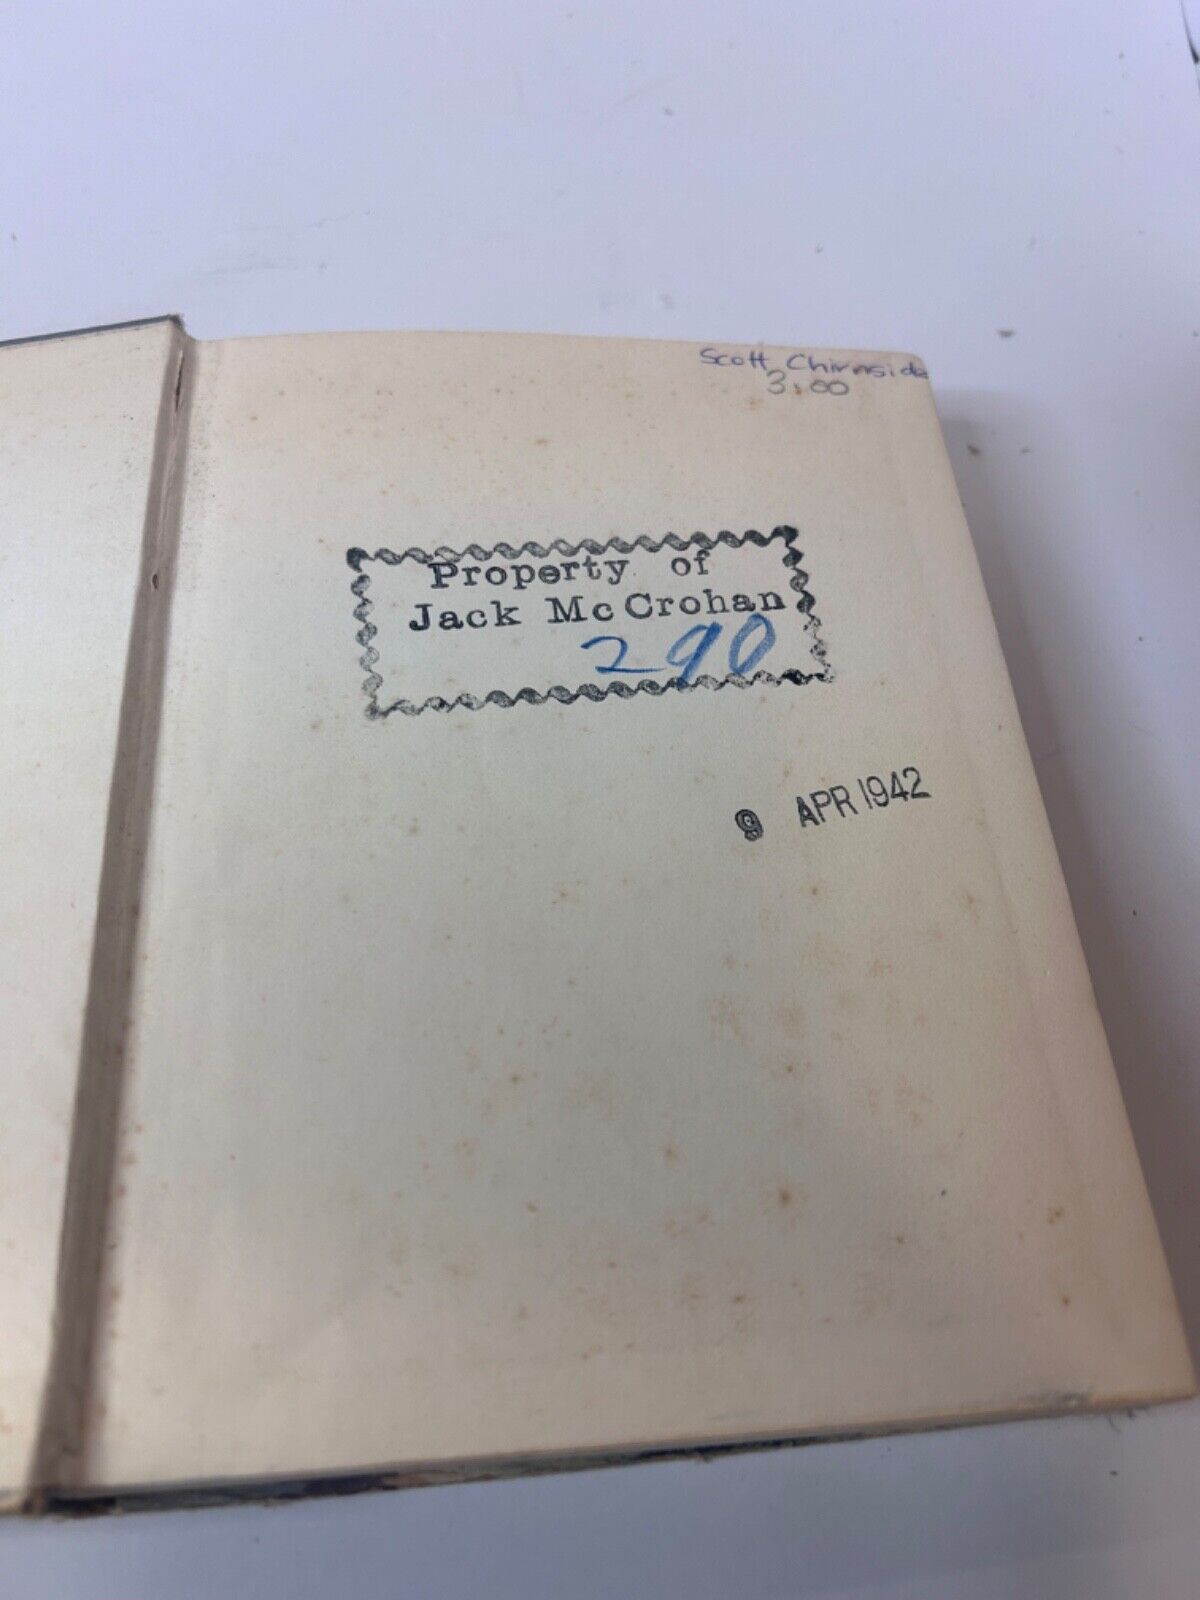 Scott Chirnside
3.00
Property of
Jack McCrohan
290
9 APR 1942